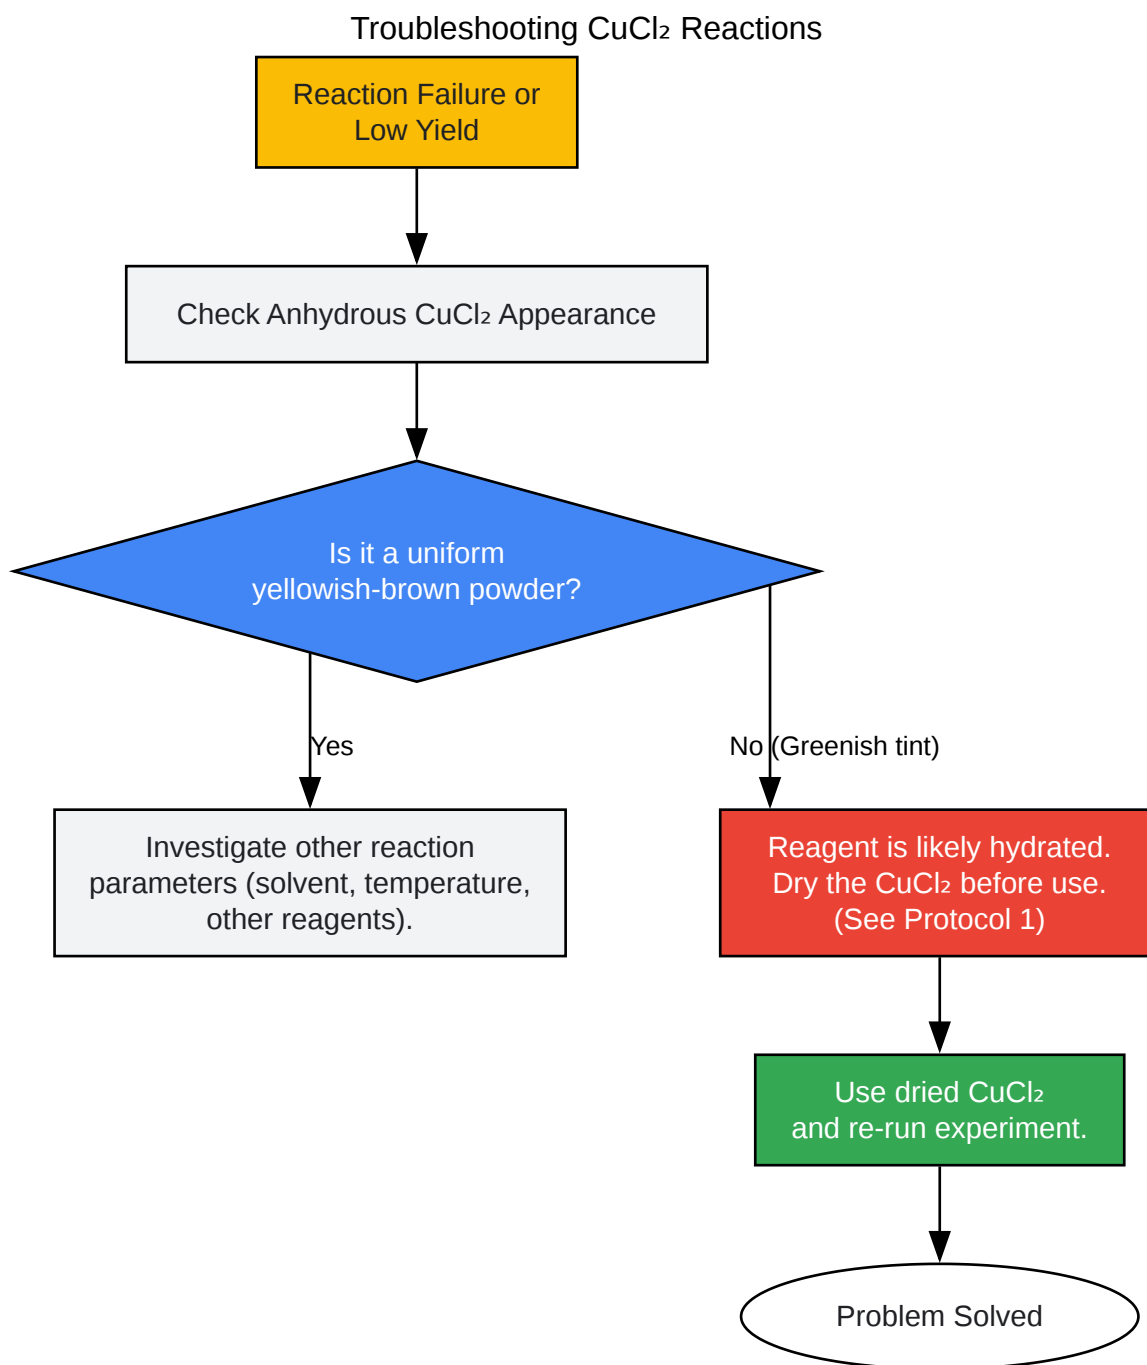 Troubleshooting CuCl₂ Reactions
Reaction Failure or
Low Yield
Check Anhydrous CuCl₂ Appearance
Is it a uniform
yellowish-brown powder?
Yes
No (Greenish tint)
Investigate other reaction
parameters (solvent, temperature,
other reagents).
Reagent is likely hydrated.
Dry the CuCl₂ before use.
(See Protocol 1)
Use dried CuCl₂
and re-run experiment.
Problem Solved